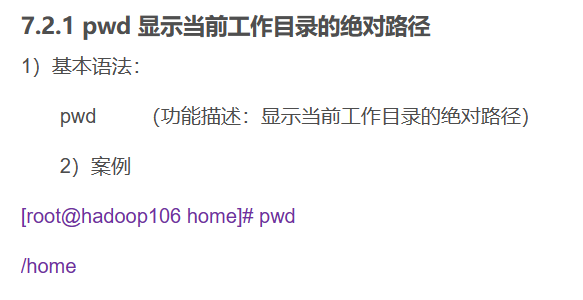 7.2.1 pwd 显示当前工作目录的绝对路径
1）基本语法：
pwd （功能描述：显示当前工作目录的绝对路径）
2）案例
[root@hadoop106 home]# pwd
/home